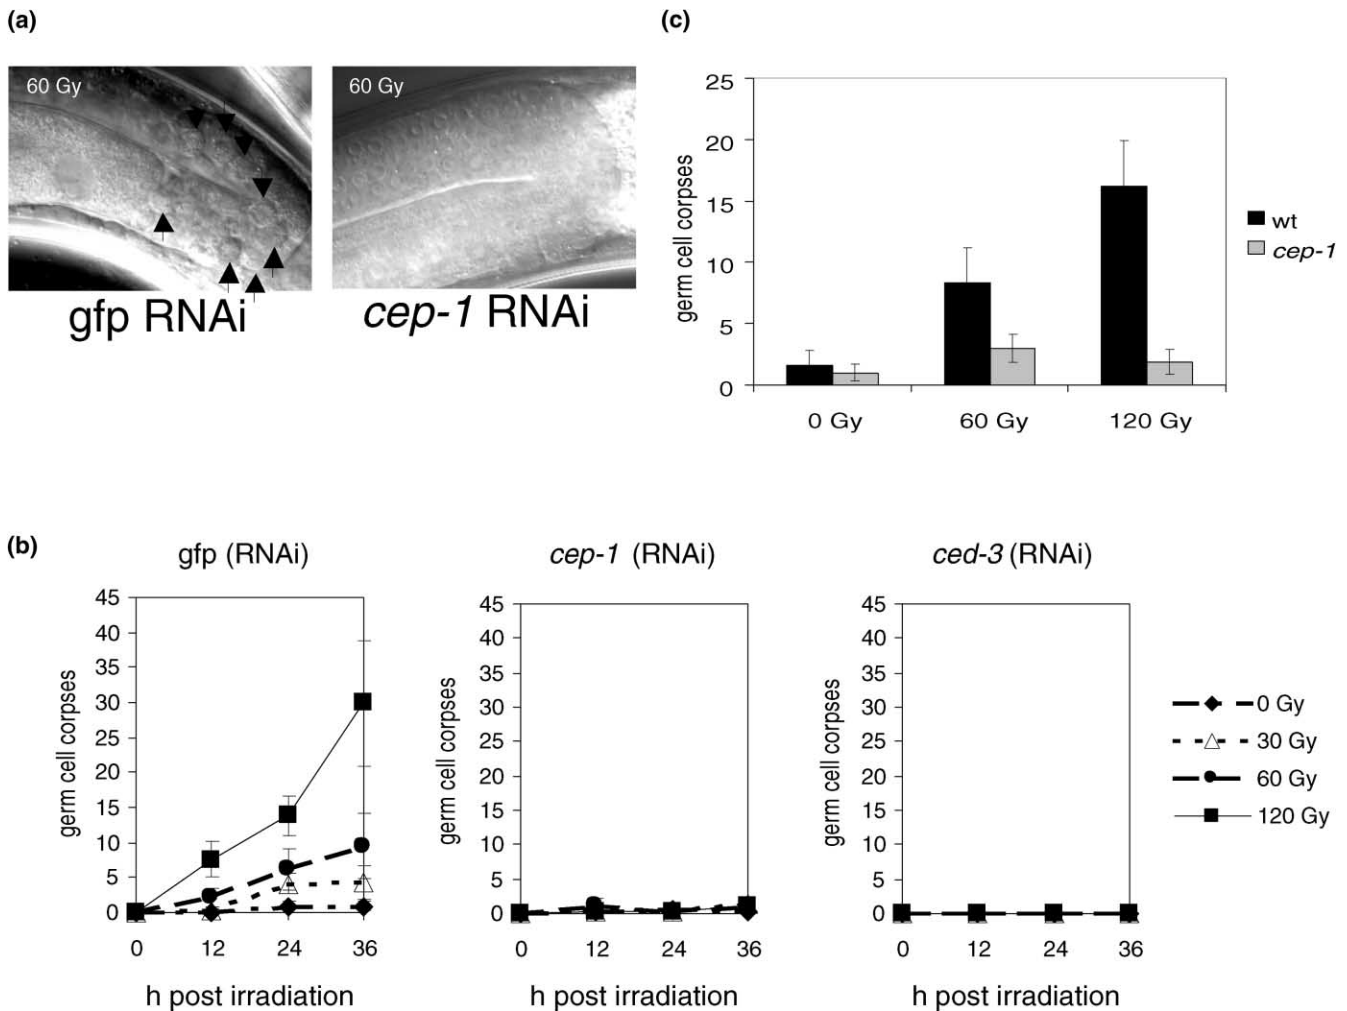 (a)
60 Gy
60 Gy
gfp RNAi
cep-1 RNAi
(c)
25
20
15
10
5
0
germ cell corpses
0 Gy
60 Gy
120 Gy
wt
cep-1
(b)
gfp (RNAi)
45
40
35
30
25
20
15
10
5
0
germ cell corpses
0
12
24
36
h post irradiation
cep-1 (RNAi)
45
40
35
30
25
20
15
10
5
0
germ cell corpses
0
12
24
36
h post irradiation
ced-3 (RNAi)
45
40
35
30
25
20
15
10
5
0
germ cell corpses
0
12
24
36
h post irradiation
0 Gy
30 Gy
60 Gy
120 Gy